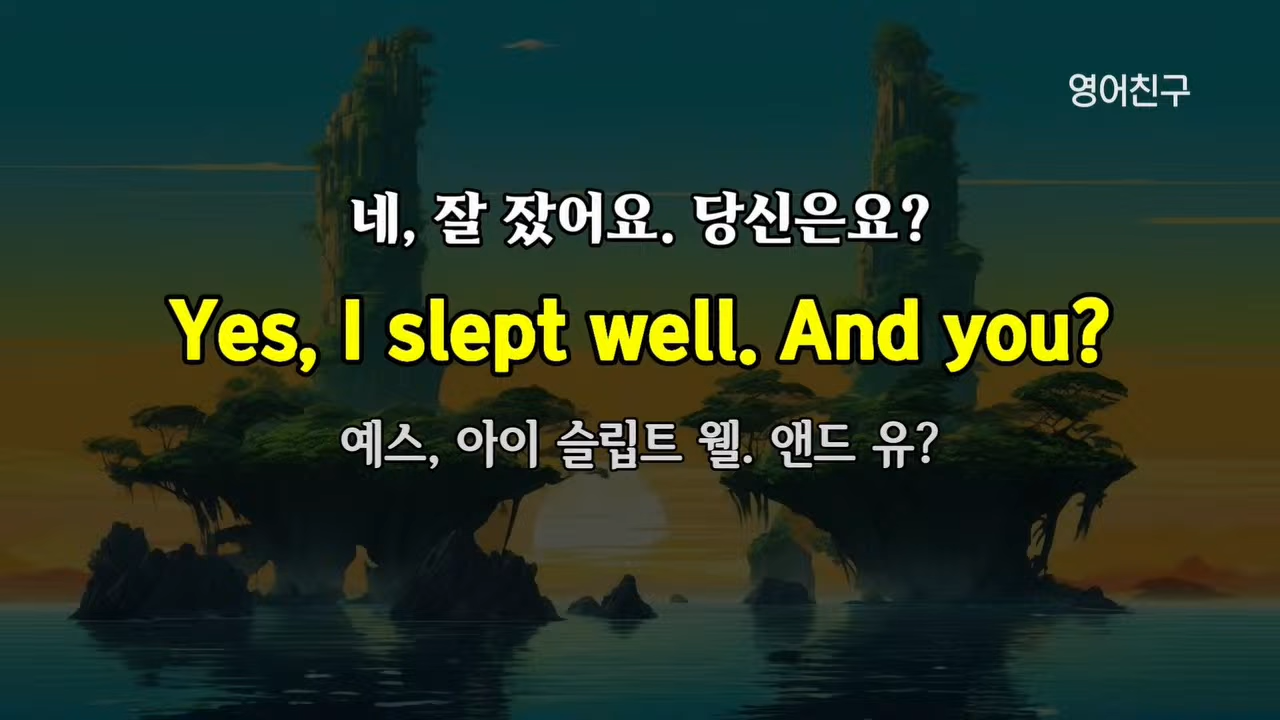 영어친구
네, 잘 잤어요. 당신은요?
Yes, I slept well. And you?
예스, 아이 슬립트 웰. 앤드 유?